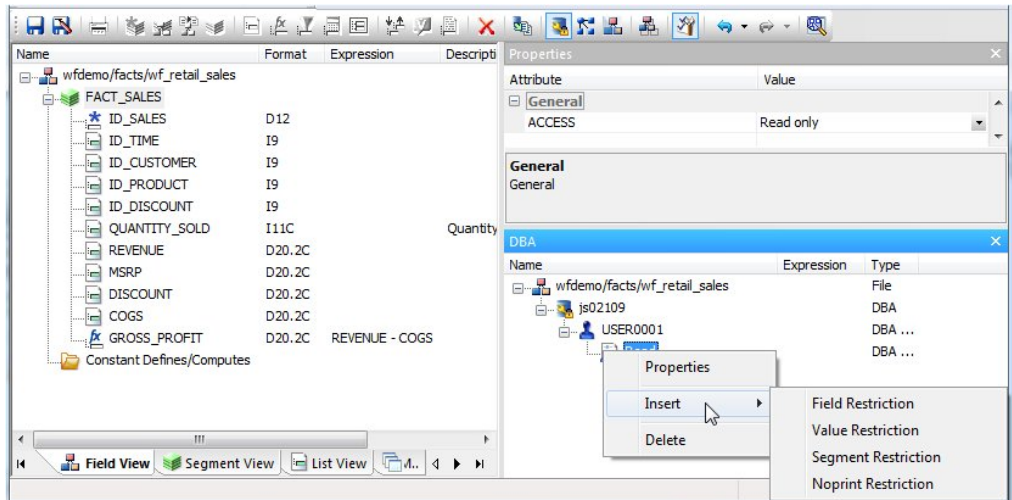 Name Format Expression Descripti
wfdemo/facts/wf_retail_sales
FACT_SALES
ID_SALES D12
ID_TIME I9
ID_CUSTOMER I9
ID_PRODUCT I9
ID_DISCOUNT I9
QUANTITY_SOLD I11C Quantity
REVENUE D20.2C
MSRP D20.2C
DISCOUNT D20.2C
COGS D20.2C
GROSS_PROFIT D20.2C REVENUE - COGS
Constant Defines/Computes
Field View Segment View List View
Properties
Attribute Value
General
ACCESS Read only
General
General
DBA
Name Expression Type
wfdemo/facts/wf_retail_sales File
js02109 DBA
USER0001 DBA ...
DBA ...
Properties
Insert
Delete
Field Restriction
Value Restriction
Segment Restriction
Noprint Restriction